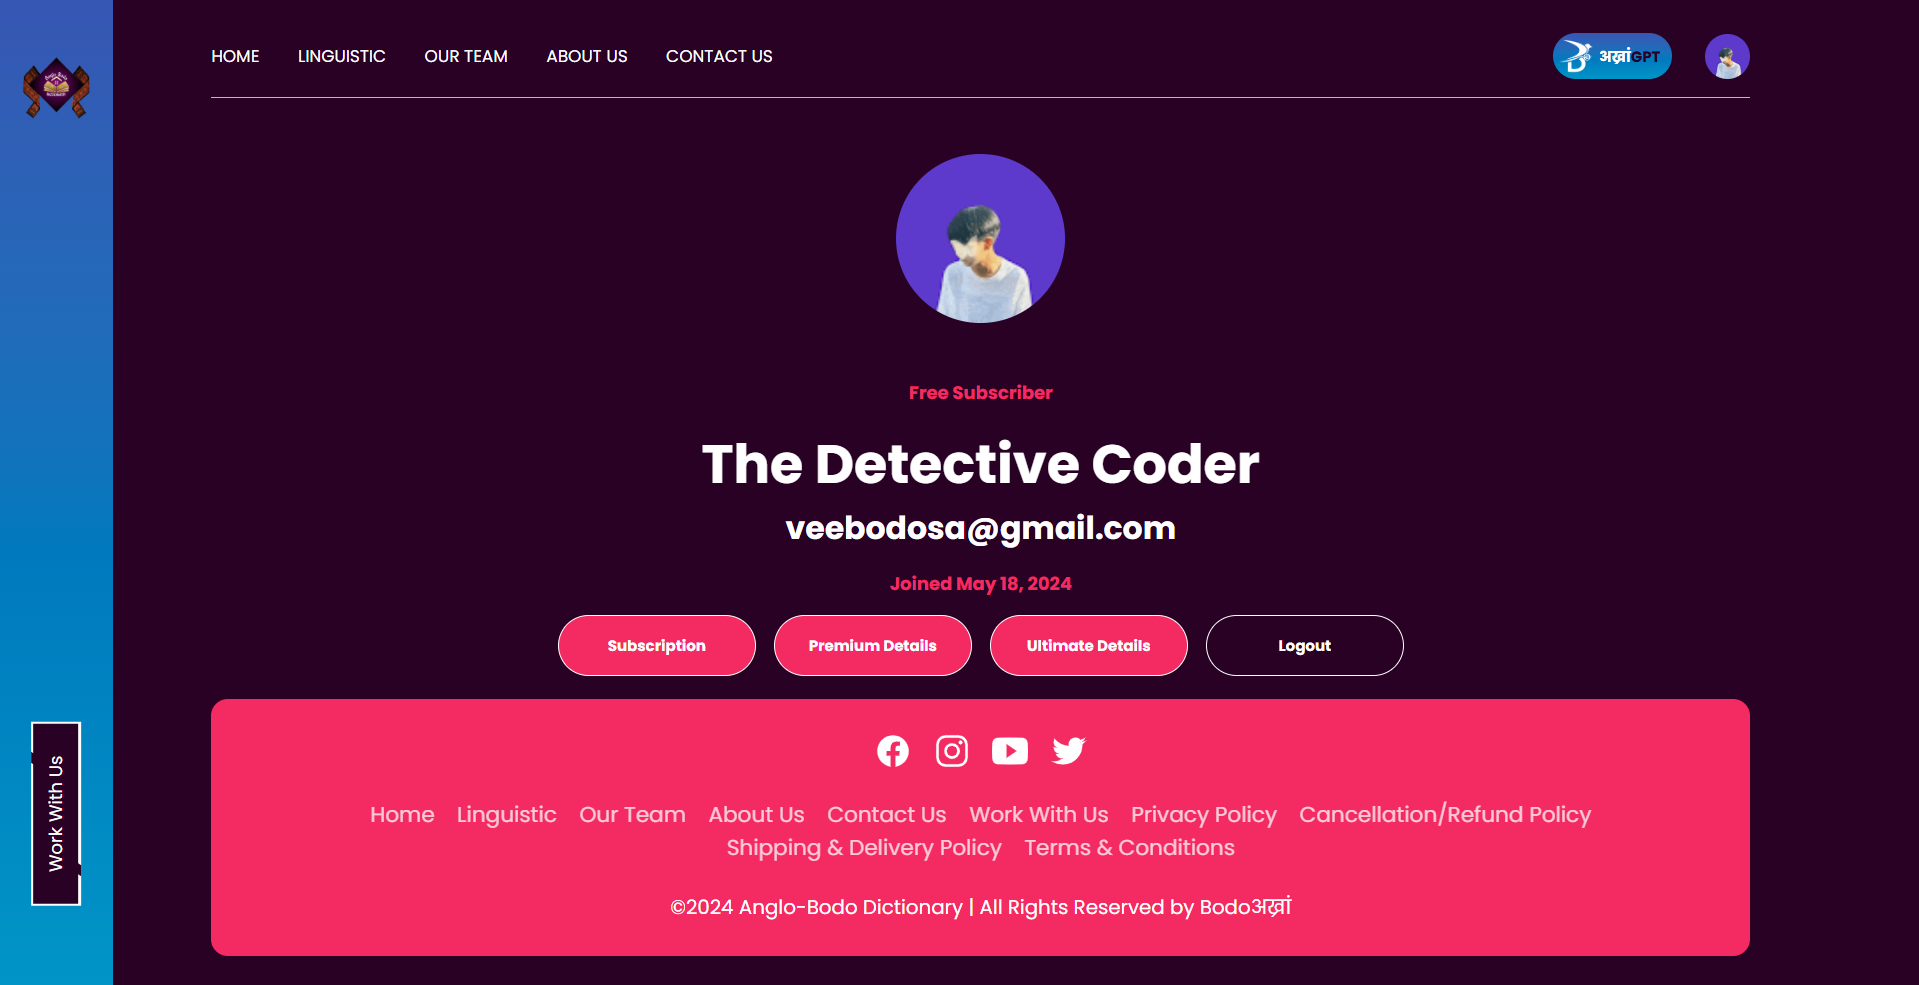 HOME LINGUISTIC OUR TEAM ABOUT US CONTACT US
अख्रांGPT
Free Subscriber
The Detective Coder
veebodosa@gmail.com
Joined May 18, 2024
Subscription Premium Details Ultimate Details Logout
Work With Us
Home Linguistic Our Team About Us Contact Us Work With Us Privacy Policy Cancellation/Refund Policy
Shipping & Delivery Policy Terms & Conditions
©2024 Anglo-Bodo Dictionary | All Rights Reserved by Bodoअख्रां